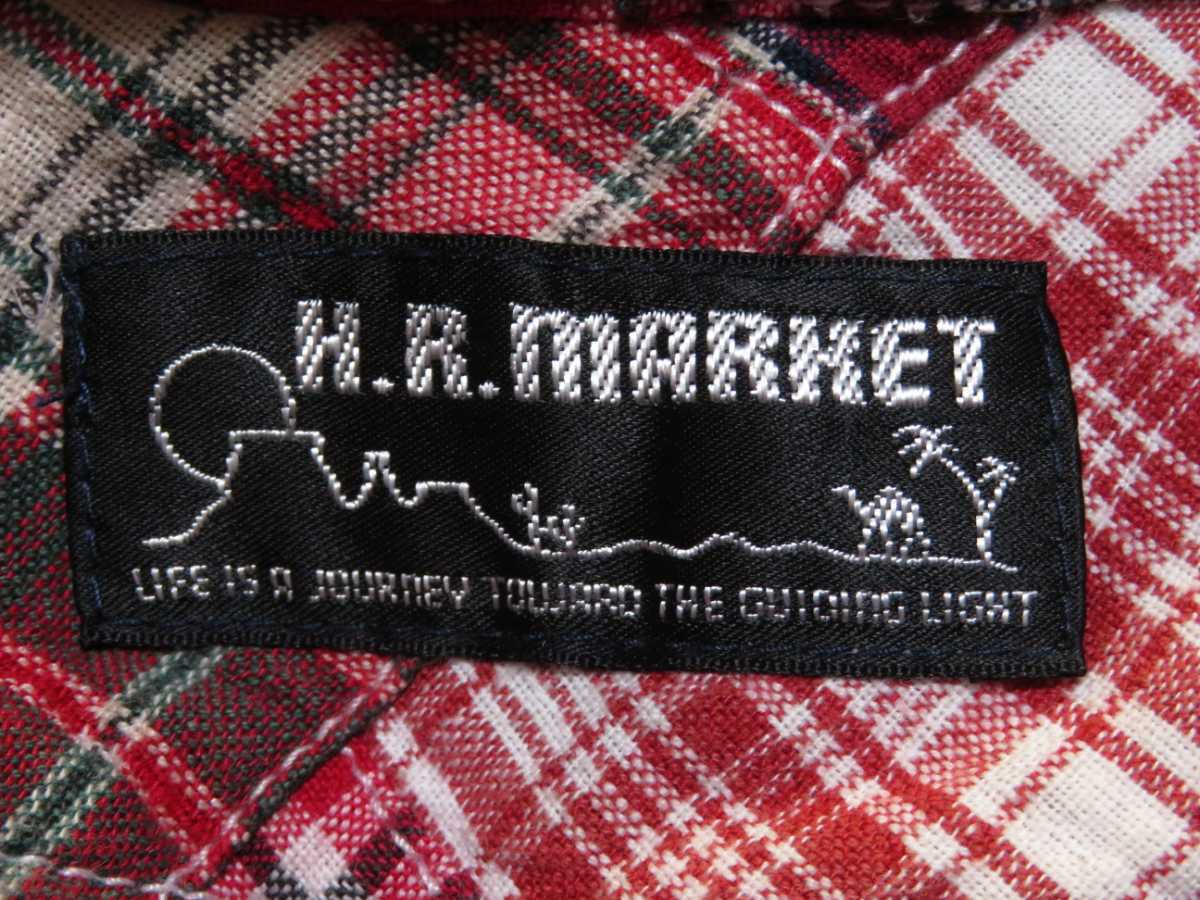 H.R.MARKET
LIFE IS A JOURNEY TOWARD THE GUIDING LIGHT